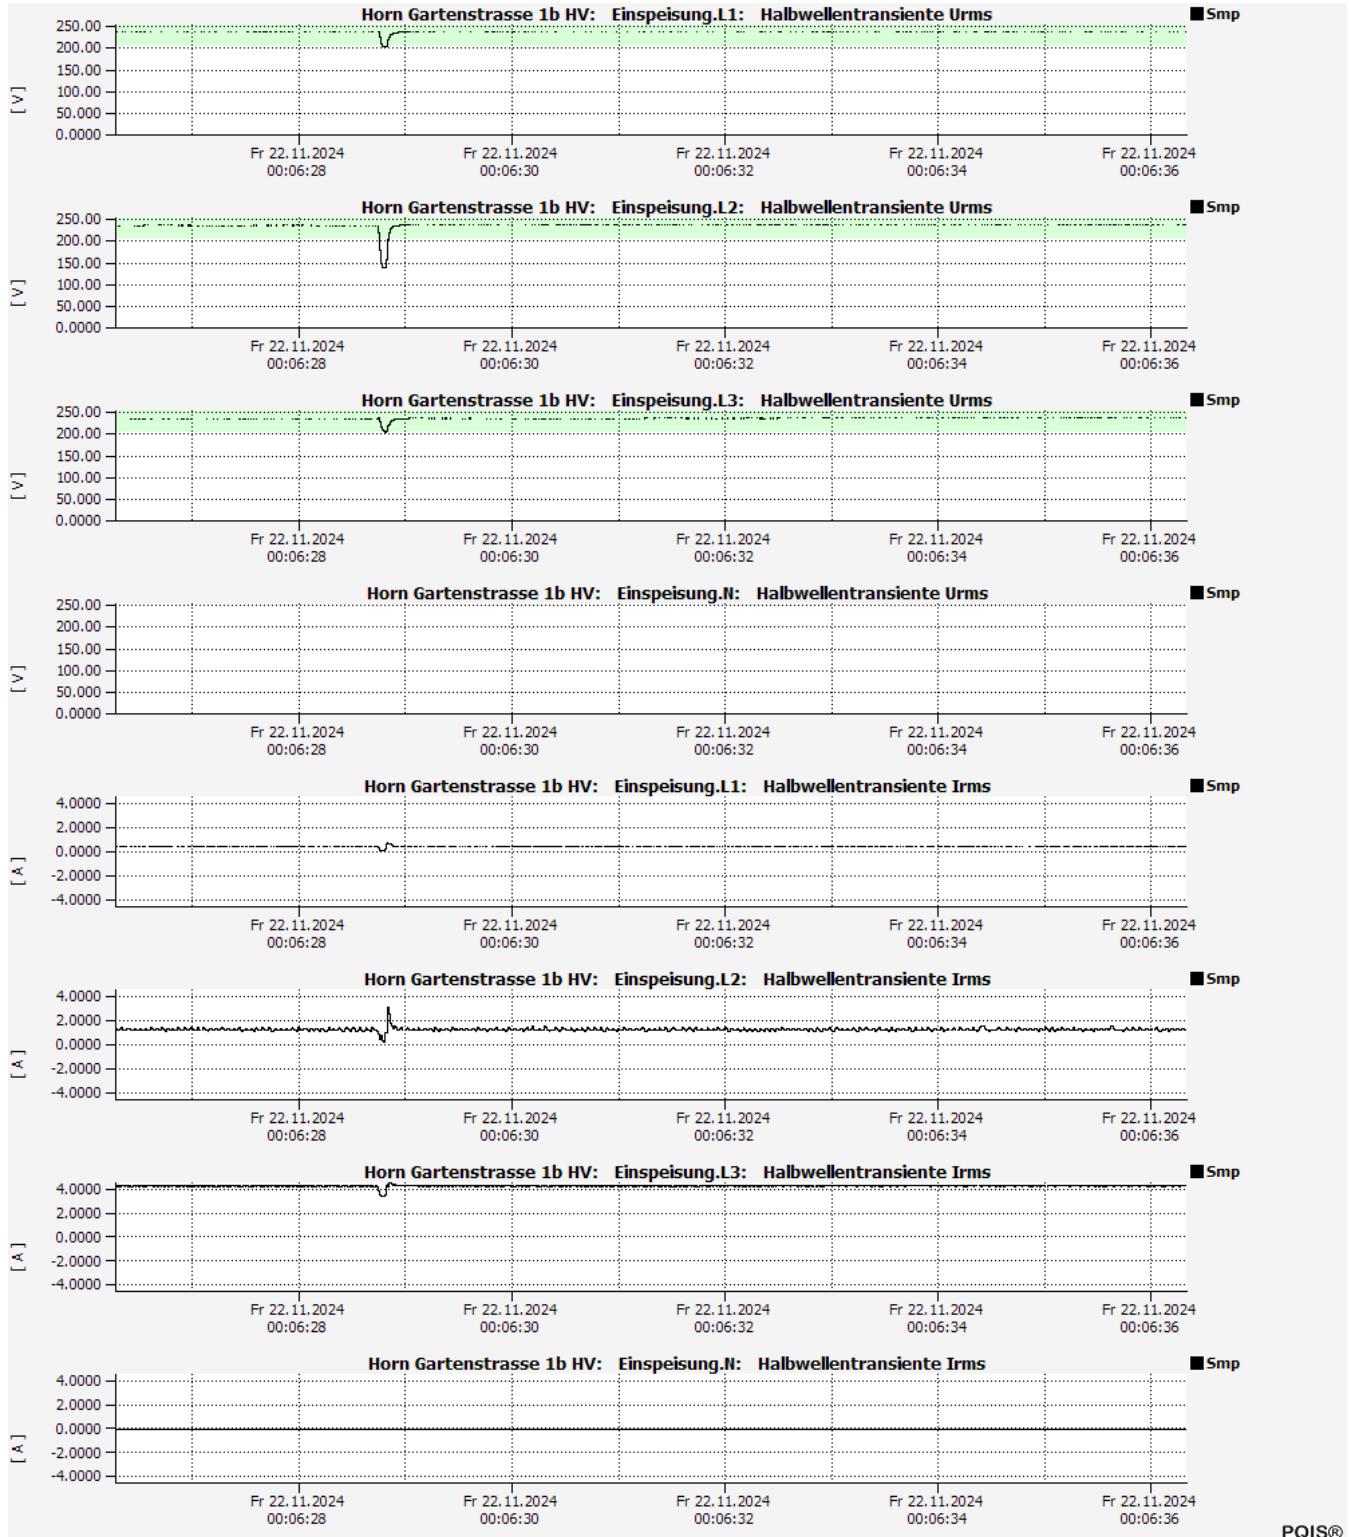 Horn Gartenstrasse 1b HV: Einspeisung.L1: Halbwellentransiente Urms
Smp
[ V ]
250.00
200.00
150.00
100.00
50.000
0.0000
Fr 22.11.2024 Fr 22.11.2024 Fr 22.11.2024 Fr 22.11.2024 Fr 22.11.2024
00:06:28 00:06:30 00:06:32 00:06:34 00:06:36
Horn Gartenstrasse 1b HV: Einspeisung.L2: Halbwellentransiente Urms
Smp
[ V ]
250.00
200.00
150.00
100.00
50.000
0.0000
Fr 22.11.2024 Fr 22.11.2024 Fr 22.11.2024 Fr 22.11.2024 Fr 22.11.2024
00:06:28 00:06:30 00:06:32 00:06:34 00:06:36
Horn Gartenstrasse 1b HV: Einspeisung.L3: Halbwellentransiente Urms
Smp
[ V ]
250.00
200.00
150.00
100.00
50.000
0.0000
Fr 22.11.2024 Fr 22.11.2024 Fr 22.11.2024 Fr 22.11.2024 Fr 22.11.2024
00:06:28 00:06:30 00:06:32 00:06:34 00:06:36
Horn Gartenstrasse 1b HV: Einspeisung.N: Halbwellentransiente Urms
Smp
[ V ]
250.00
200.00
150.00
100.00
50.000
0.0000
Fr 22.11.2024 Fr 22.11.2024 Fr 22.11.2024 Fr 22.11.2024 Fr 22.11.2024
00:06:28 00:06:30 00:06:32 00:06:34 00:06:36
Horn Gartenstrasse 1b HV: Einspeisung.L1: Halbwellentransiente Irms
Smp
[ A ]
4.0000
2.0000
0.0000
-2.0000
-4.0000
Fr 22.11.2024 Fr 22.11.2024 Fr 22.11.2024 Fr 22.11.2024 Fr 22.11.2024
00:06:28 00:06:30 00:06:32 00:06:34 00:06:36
Horn Gartenstrasse 1b HV: Einspeisung.L2: Halbwellentransiente Irms
Smp
[ A ]
4.0000
2.0000
0.0000
-2.0000
-4.0000
Fr 22.11.2024 Fr 22.11.2024 Fr 22.11.2024 Fr 22.11.2024 Fr 22.11.2024
00:06:28 00:06:30 00:06:32 00:06:34 00:06:36
Horn Gartenstrasse 1b HV: Einspeisung.L3: Halbwellentransiente Irms
Smp
[ A ]
4.0000
2.0000
0.0000
-2.0000
-4.0000
Fr 22.11.2024 Fr 22.11.2024 Fr 22.11.2024 Fr 22.11.2024 Fr 22.11.2024
00:06:28 00:06:30 00:06:32 00:06:34 00:06:36
Horn Gartenstrasse 1b HV: Einspeisung.N: Halbwellentransiente Irms
Smp
[ A ]
4.0000
2.0000
0.0000
-2.0000
-4.0000
Fr 22.11.2024 Fr 22.11.2024 Fr 22.11.2024 Fr 22.11.2024 Fr 22.11.2024
00:06:28 00:06:30 00:06:32 00:06:34 00:06:36
PQIS®